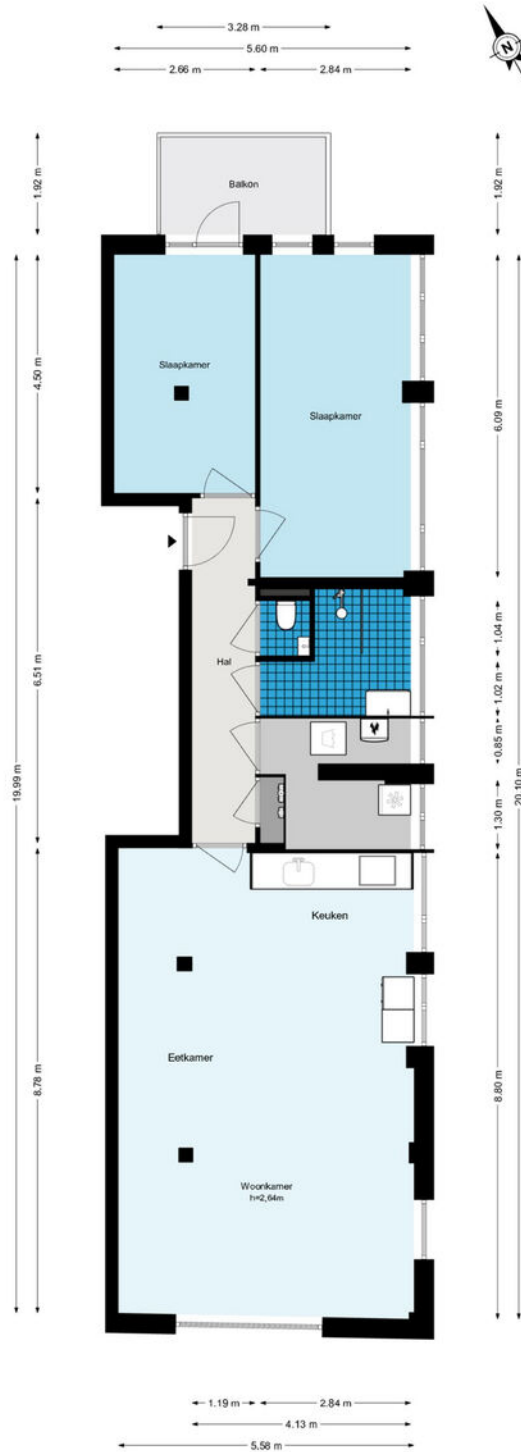 3.28 m
5.60 m
2.66 m
2.84 m
N
1.92 m
1.92 m
Balkon
4.50 m
Slaapkamer
Slaapkamer
6.09 m
6.51 m
Hal
1.04 m
1.02 m
0.85 m
1.30 m
19.99 m
20.10 m
Keuken
8.78 m
Eetkamer
8.80 m
Woonkamer
h=2,64m
1.19 m
2.84 m
4.13 m
5.58 m